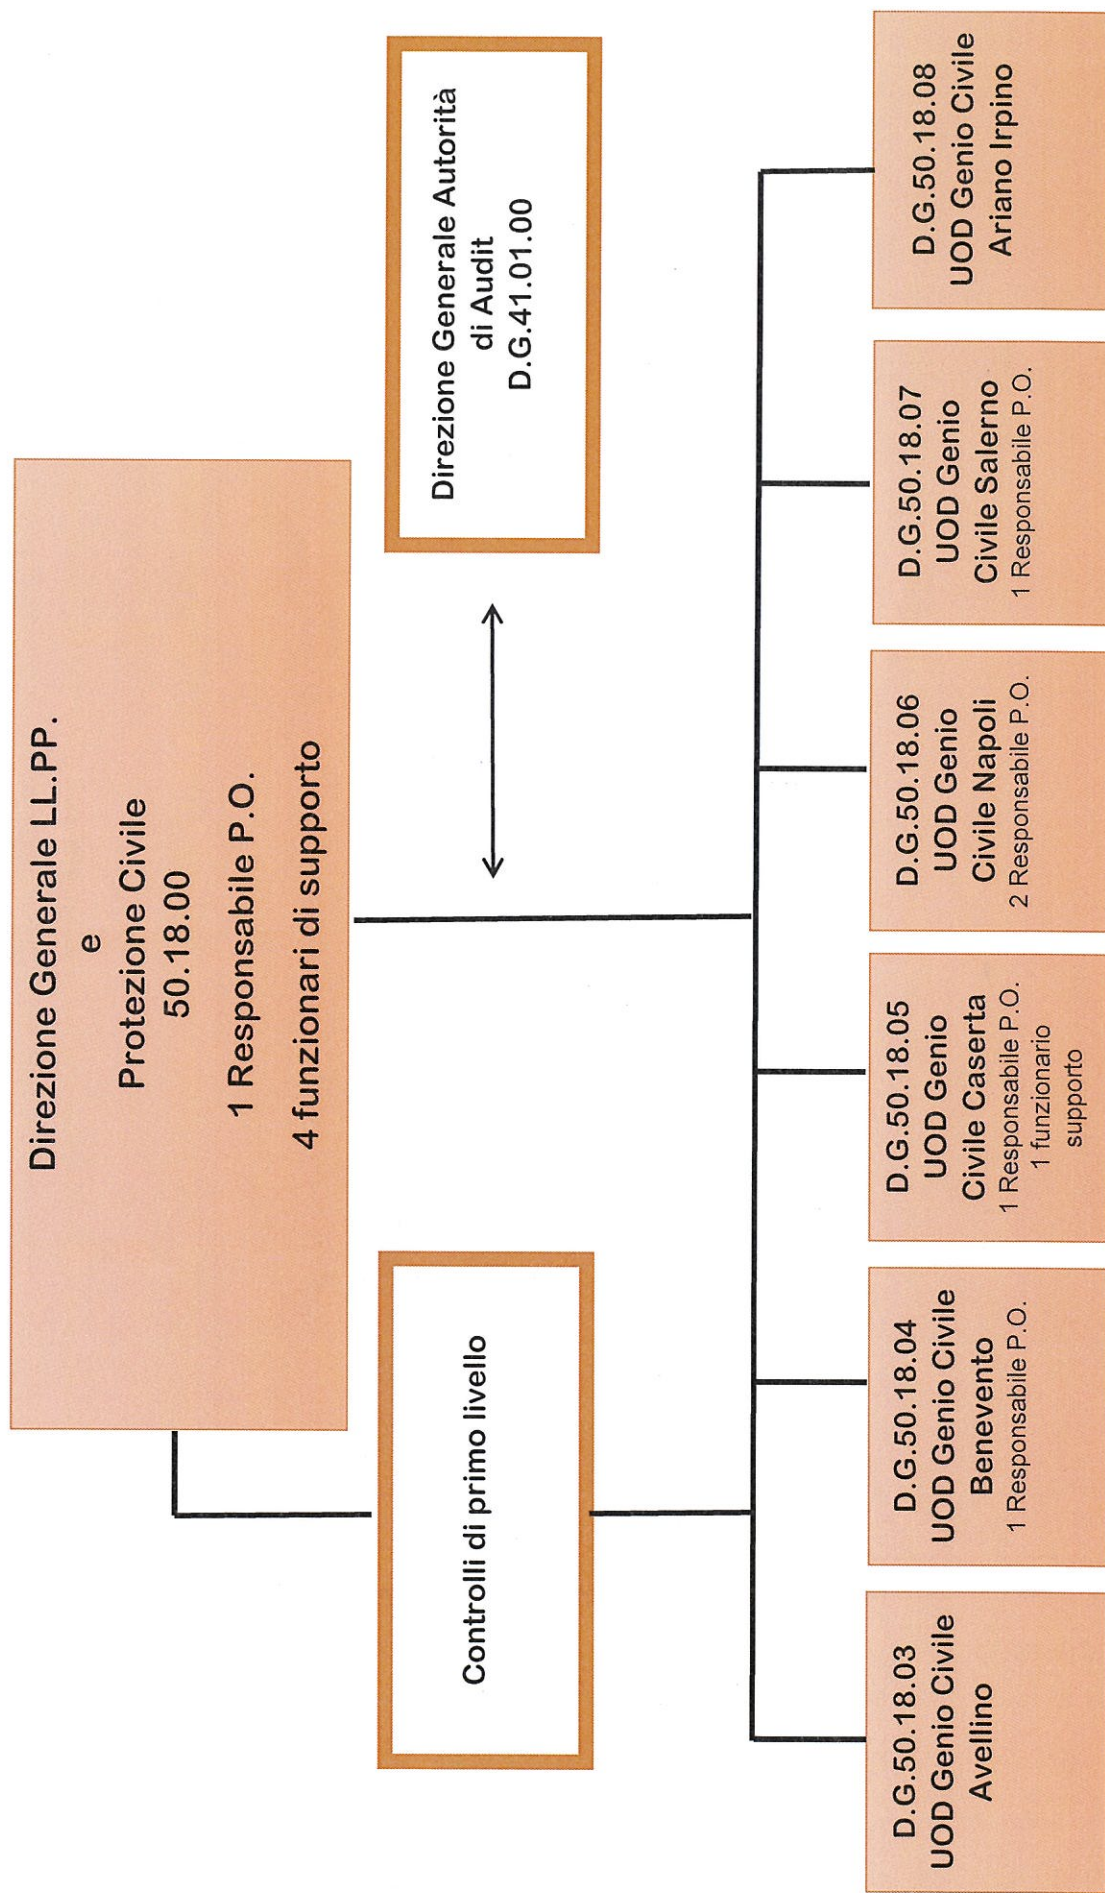 Direzione Generale LL.PP.
e
Protezione Civile
50.18.00
1 Responsabile P.O.
4 funzionari di supporto
Controlli di primo livello
Direzione Generale Autorità
di Audit
D.G.41.01.00
D.G.50.18.03
UOD Genio Civile
Avellino
D.G.50.18.04
UOD Genio Civile
Benevento
1 Responsabile P.O.
D.G.50.18.05
UOD Genio
Civile Caserta
1 Responsabile P.O.
1 funzionario
supporto
D.G.50.18.06
UOD Genio
Civile Napoli
2 Responsabile P.O.
D.G.50.18.07
UOD Genio
Civile Salerno
1 Responsabile P.O.
D.G.50.18.08
UOD Genio Civile
Ariano Irpino